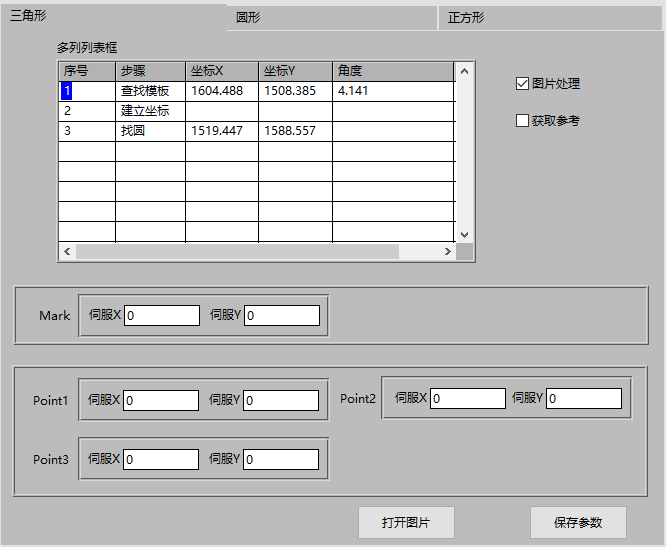 三角形 圆形 正方形
多列列表框
序号 步骤 坐标X 坐标Y 角度
1 查找模板 1604.488 1508.385 4.141
图片处理
2 建立坐标
获取参考
3 找圆 1519.447 1588.557
Mark 伺服X 0 伺服Y 0
Point1 伺服X 0 伺服Y 0 Point2 伺服X 0 伺服Y 0
Point3 伺服X 0 伺服Y 0
打开图片 保存参数